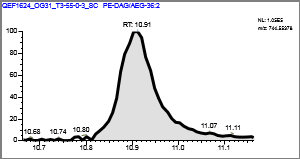 QEF1624_OG31_T3-55-0-3_SC PE-DAG/AEG-36:2
RT: 10.91
NL: 1.05E5
m/z: 744.55378
100
80
60
40
20
0
10.68 10.74 10.80 11.07 11.11
10.7 10.8 10.9 11.0 11.1